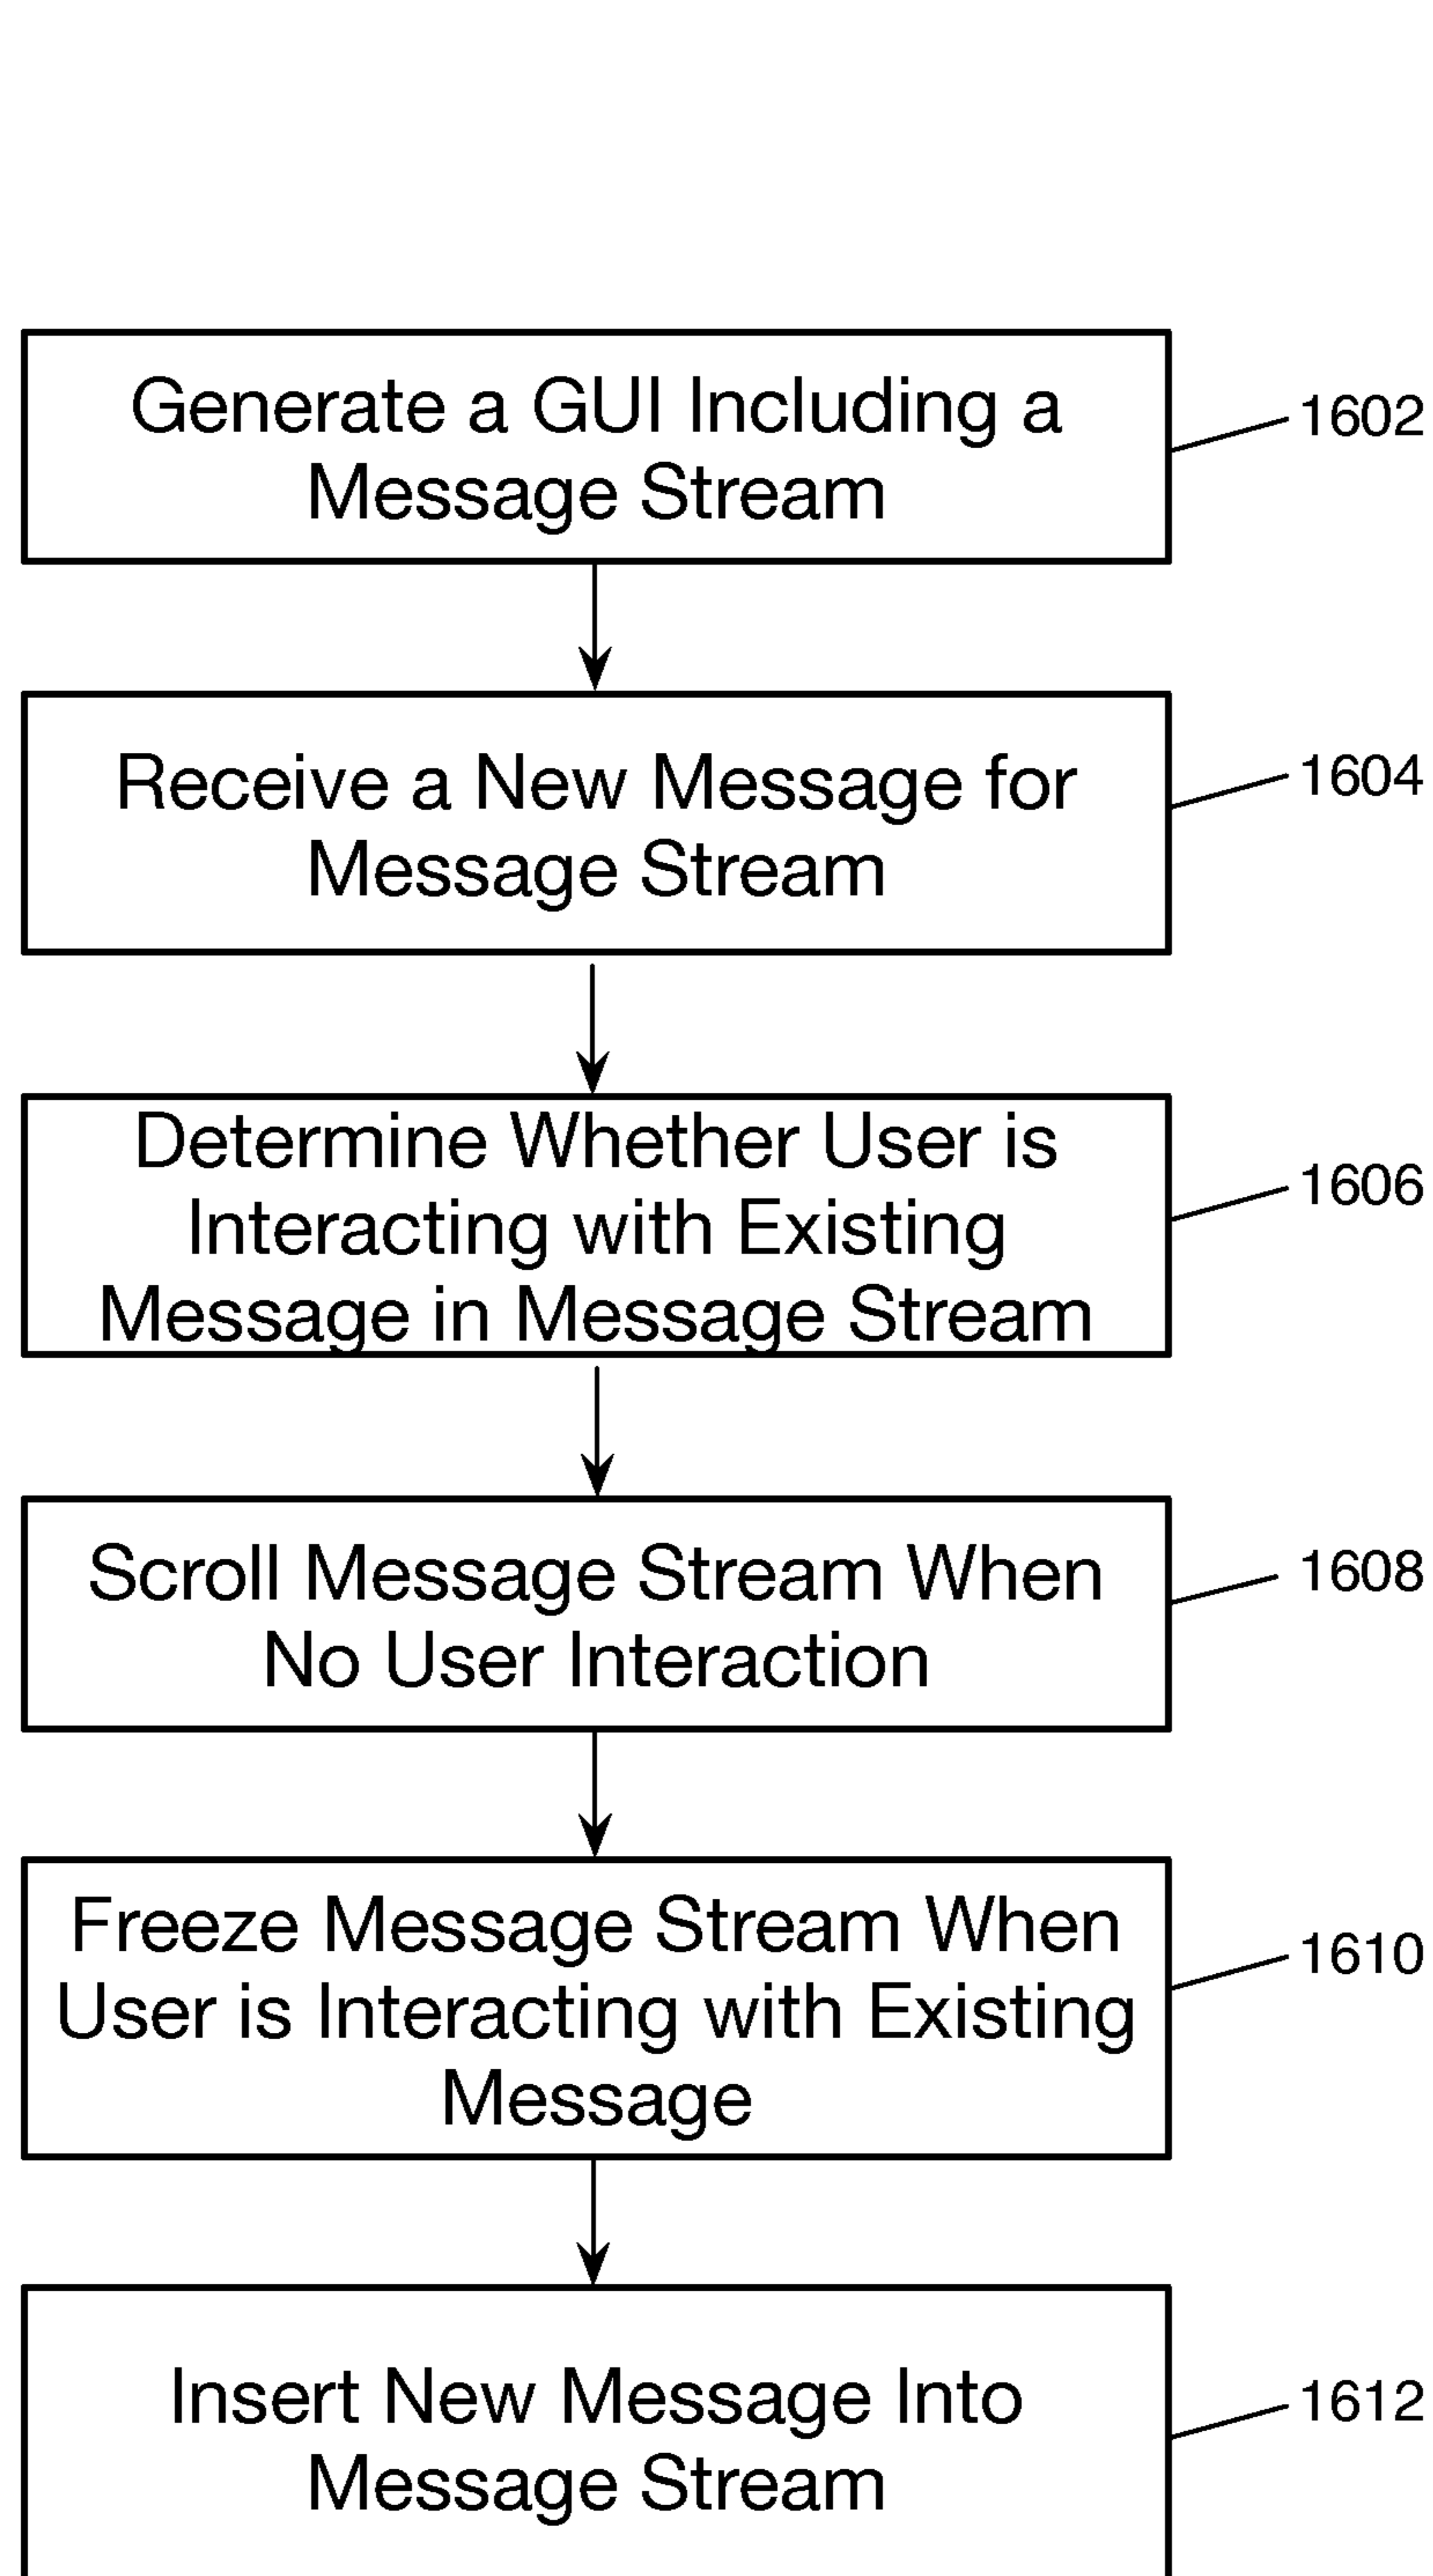 Generate a GUI Including a
Message Stream
1602
Receive a New Message for
Message Stream
1604
Determine Whether User is
Interacting with Existing
Message in Message Stream
1606
Scroll Message Stream When
No User Interaction
1608
Freeze Message Stream When
User is Interacting with Existing
Message
1610
Insert New Message Into
Message Stream
1612